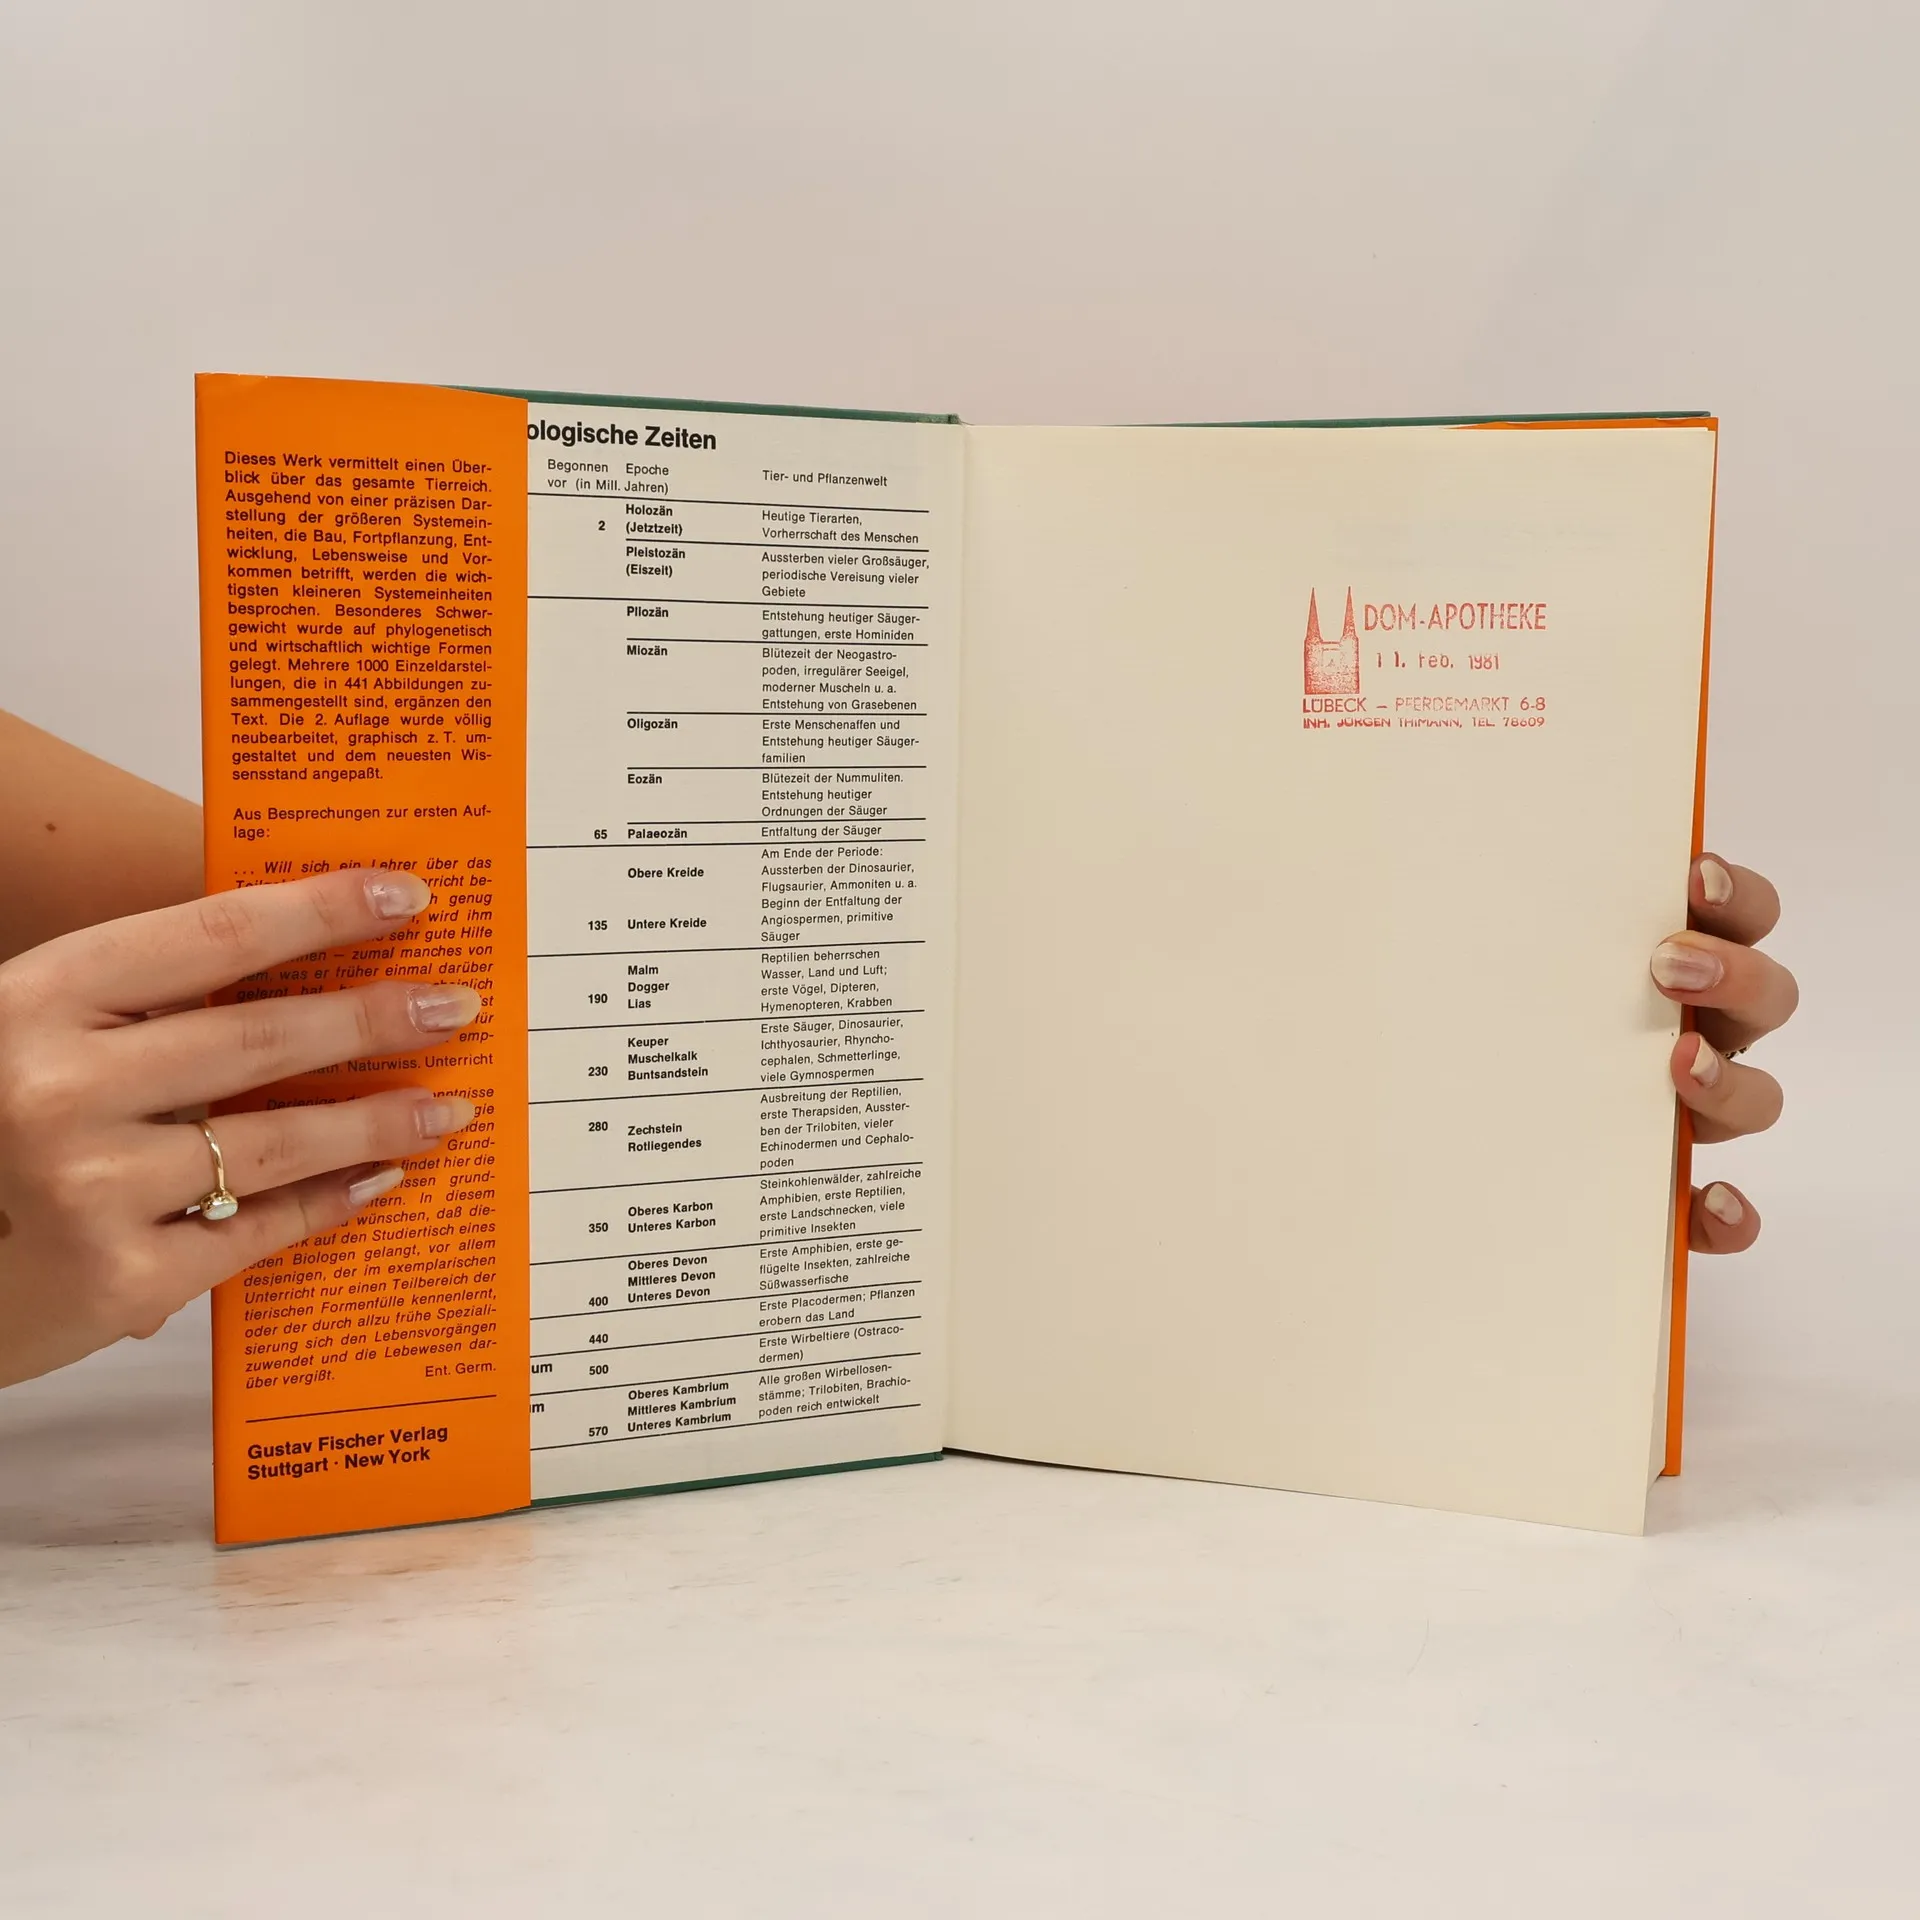 Dieses Werk vermittelt einen Über-
blick über das gesamte Tierreich.
Ausgehend von einer präzisen Dar-
stellung der größeren Systemein-
heiten, die Bau, Fortpflanzung, Ent-
wicklung, Lebensweise und Vor-
kommen betrifft, werden die wich-
tigsten kleineren Systemeinheiten
besprochen. Besonderes Schwer-
gewicht wurde auf phylogenetisch
und wirtschaftlich wichtige Formen
gelegt. Mehrere 1000 Einzeldarstel-
lungen, die in 441 Abbildungen zu-
sammengestellt sind, ergänzen den
Text. Die 2. Auflage wurde völlig
neubearbeitet, graphisch z. T. um-
gestaltet und dem neuesten Wis-
sensstand angepaßt.
Aus Besprechungen zur ersten Auf-
lage:
... Will sich ein Lehrer über das
be-
genug
wird ihm
sehr gute Hilfe
– zumal manches von
was er früher einmal darüber
für
emp-
Naturwiss. Unterricht
Grund-
findet hier die
grund-
In diesem
wünschen, daß die-
auf den Studiertisch eines
jeden Biologen gelangt, vor allem
desjenigen, der im exemplarischen
Unterricht nur einen Teilbereich der
tierischen Formenfülle kennenlernt,
oder der durch allzu frühe Speziali-
sierung sich den Lebensvorgängen
zuwendet und die Lebewesen dar-
über vergißt. Ent. Germ.
Gustav Fischer Verlag
Stuttgart · New York
ologische Zeiten
Begonnen Epoche Tier- und Pflanzenwelt
vor (in Mill. Jahren)
Holozän Heutige Tierarten,
2 (Jetztzeit) Vorherrschaft des Menschen
Pleistozän Aussterben vieler Großsäuger,
(Eiszeit) periodische Vereisung vieler
Gebiete
Pliozän Entstehung heutiger Säuger-
gattungen, erste Hominiden
Miozän Blütezeit der Neogastro-
poden, irregulärer Seeigel,
moderner Muscheln u. a.
Entstehung von Grasebenen
Oligozän Erste Menschenaffen und
Entstehung heutiger Säuger-
familien
Eozän Blütezeit der Nummuliten.
Entstehung heutiger
Ordnungen der Säuger
65 Palaeozän Entfaltung der Säuger
Am Ende der Periode:
Obere Kreide Aussterben der Dinosaurier,
Flugsaurier, Ammoniten u. a.
Beginn der Entfaltung der
135 Untere Kreide Angiospermen, primitive
Säuger
Reptilien beherrschen
Malm Wasser, Land und Luft;
Dogger erste Vögel, Dipteren,
190 Lias Hymenopteren, Krabben
Erste Säuger, Dinosaurier,
Keuper Ichthyosaurier, Rhyncho-
Muschelkalk cephalen, Schmetterlinge,
230 Buntsandstein viele Gymnospermen
Ausbreitung der Reptilien,
erste Therapsiden, Ausster-
280 Zechstein ben der Trilobiten, vieler
Rotliegendes Echinodermen und Cephalo-
poden
Steinkohlenwälder, zahlreiche
Oberes Karbon Amphibien, erste Reptilien,
350 Unteres Karbon erste Landschnecken, viele
primitive Insekten
Oberes Devon Erste Amphibien, erste ge-
Mittleres Devon flügelte Insekten, zahlreiche
400 Unteres Devon Süßwasserfische
Erste Placodermen; Pflanzen
440 erobern das Land
Erste Wirbeltiere (Ostraco-
um 500 dermen)
Oberes Kambrium Alle großen Wirbellosen-
m Mittleres Kambrium stämme; Trilobiten, Brachio-
570 Unteres Kambrium poden reich entwickelt
DOM-APOTHEKE
11. Feb. 1981
LÜBECK – PFERDEMARKT 6-8
INH. JÜRGEN THIMANN, TEL. 78609